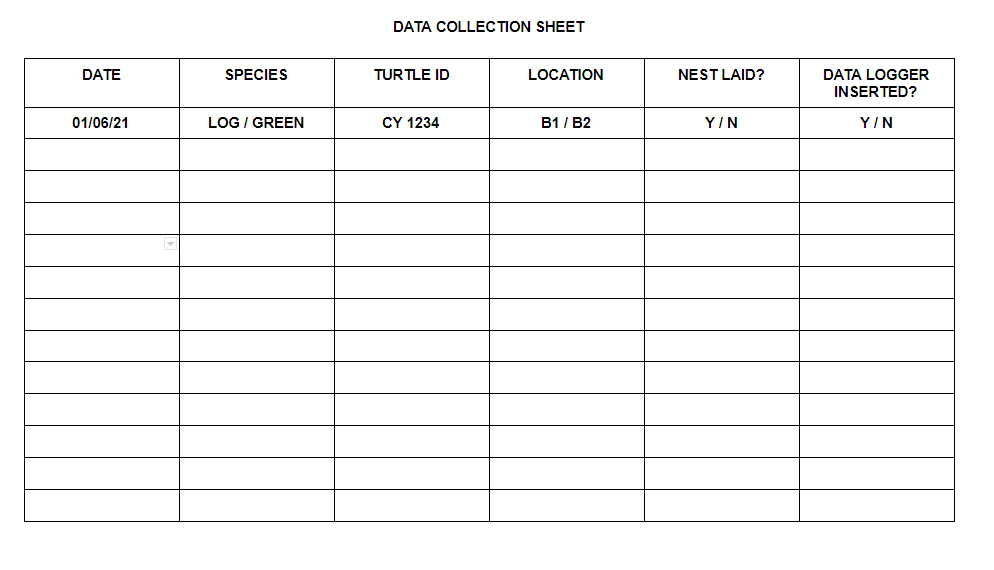 DATA COLLECTION SHEET
DATE SPECIES TURTLE ID LOCATION NEST LAID? DATA LOGGER INSERTED?
01/06/21 LOG / GREEN CY 1234 B1 / B2 Y / N Y / N